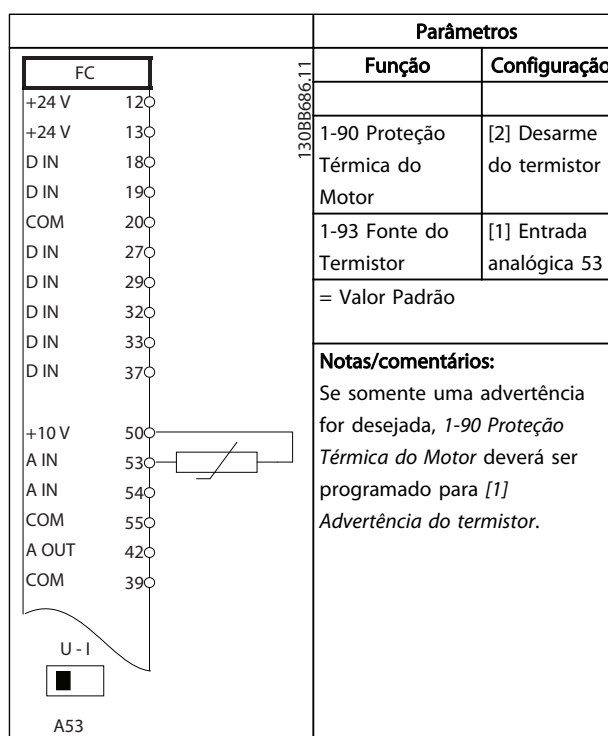 FC
+24 V 12
+24 V 13
D IN 18
D IN 19
COM 20
D IN 27
D IN 29
D IN 32
D IN 33
D IN 37
+10 V 50
A IN 53
A IN 54
COM 55
A OUT 42
COM 39
U - I
A53
130BB686.11
Parâmetros
Função Configuração
1-90 Proteção [2] Desarme
Térmica do do termistor
Motor
1-93 Fonte do [1] Entrada
Termistor analógica 53
= Valor Padrão
Notas/comentários:
Se somente uma advertência
for desejada, 1-90 Proteção
Térmica do Motor deverá ser
programado para [1]
Advertência do termistor.